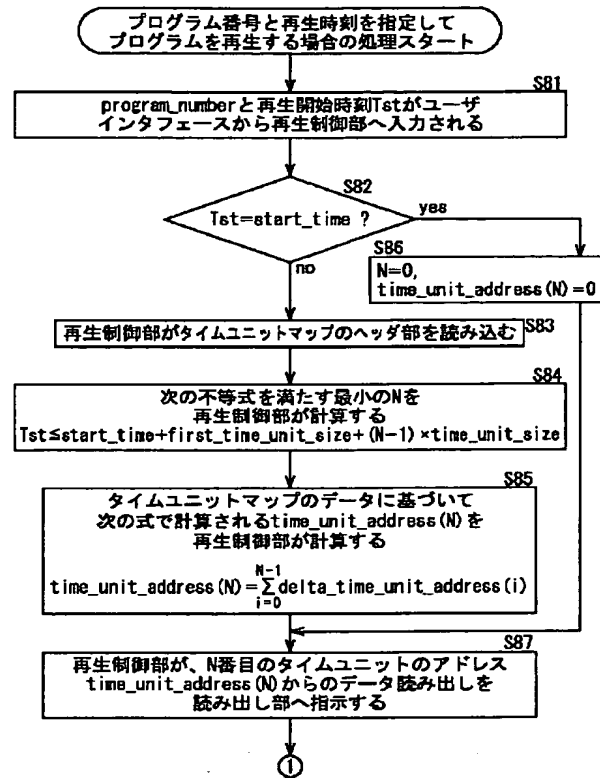 プログラム番号と再生時刻を指定して
プログラムを再生する場合の処理スタート
S81
program_numberと再生開始時刻Tstがユーザ
インタフェースから再生制御部へ入力される
S82
Tst=start_time ?
yes
no
S86
N=0,
time_unit_address(N)=0
再生制御部がタイムユニットマップのヘッダ部を読み込む
S83
S84
次の不等式を満たす最小のNを
再生制御部が計算する
Tst≦start_time+first_time_unit_size+(N-1)×time_unit_size
S85
タイムユニットマップのデータに基づいて
次の式で計算されるtime_unit_address(N)を
再生制御部が計算する
N-1
time_unit_address(N)=Σdelta_time_unit_address(i)
i=0
S87
再生制御部が、N番目のタイムユニットのアドレス
time_unit_address(N)からのデータ読み出しを
読み出し部へ指示する
①